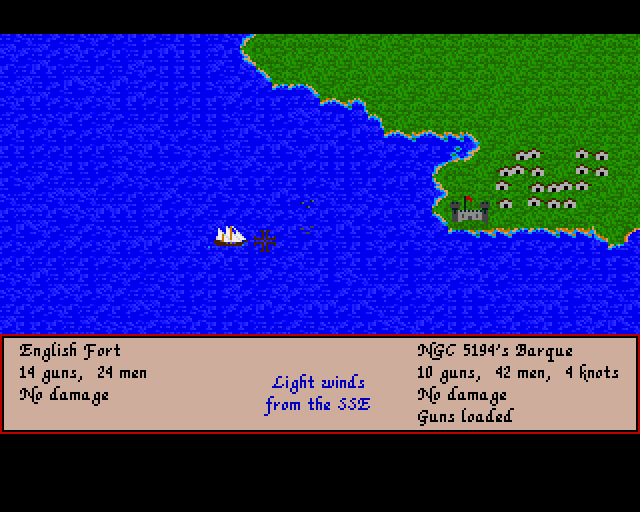 English Fort
14 guns, 24 men
No damage
Light winds
from the SSE
NGC 5194's Barque
10 guns, 42 men, 4 knots
No damage
Guns loaded